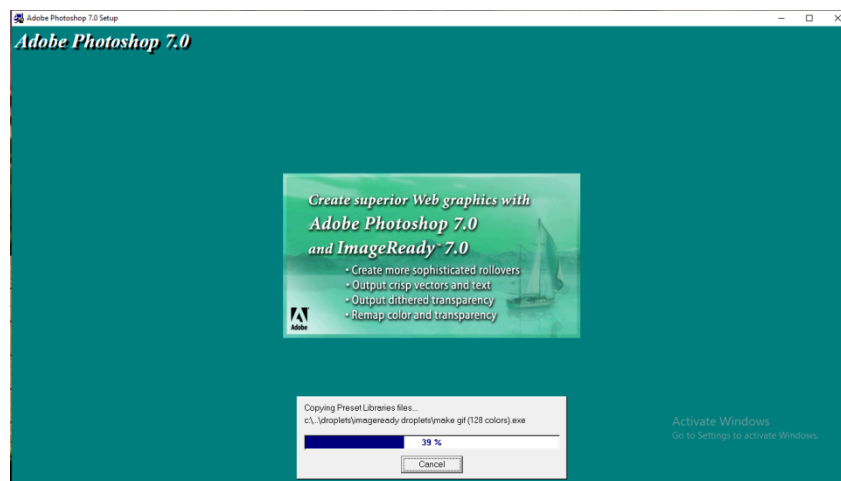 Adobe Photoshop 7.0 Setup
Adobe Photoshop 7.0
Create superior Web graphics with
Adobe Photoshop 7.0
and ImageReady™ 7.0
• Create more sophisticated rollovers
• Output crisp vectors and text
• Output dithered transparency
• Remap color and transparency
Adobe
Copying Preset Libraries files...
c:\..\droplets\imageready droplets\make gif (128 colors).exe
39 %
Cancel
Activate Windows
Go to Settings to activate Windows.